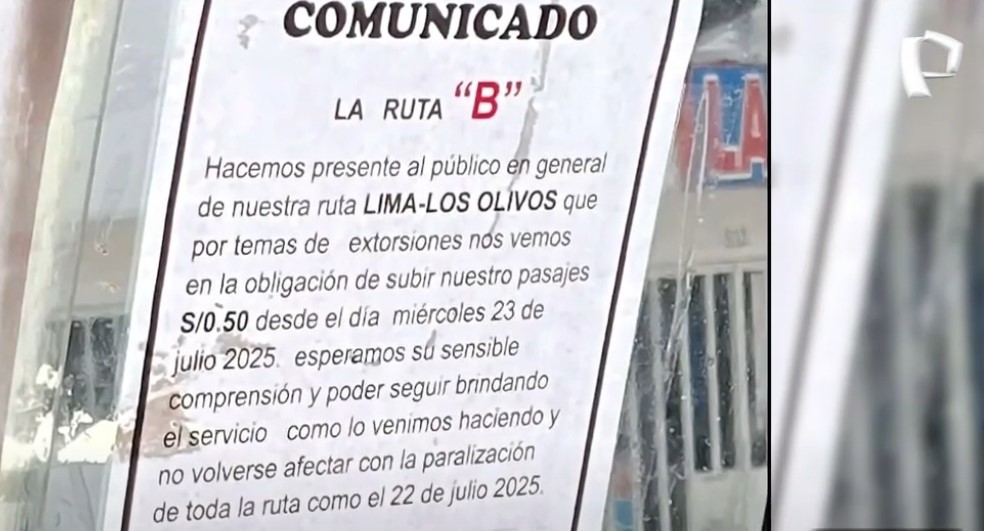 COMUNICADO
LA RUTA “B”
Hacemos presente al público en general
de nuestra ruta LIMA-LOS OLIVOS que
por temas de extorsiones nos vemos
en la obligación de subir nuestro pasajes
S/0.50 desde el día miércoles 23 de
julio 2025. esperamos su sensible
comprensión y poder seguir brindando
el servicio como lo venimos haciendo y
no volverse afectar con la paralización
de toda la ruta como el 22 de julio 2025.
LA